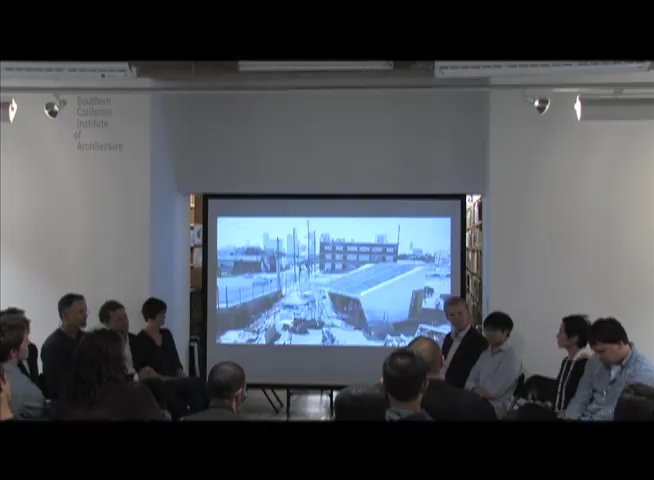 Southern
California
Institute
of
Architecture